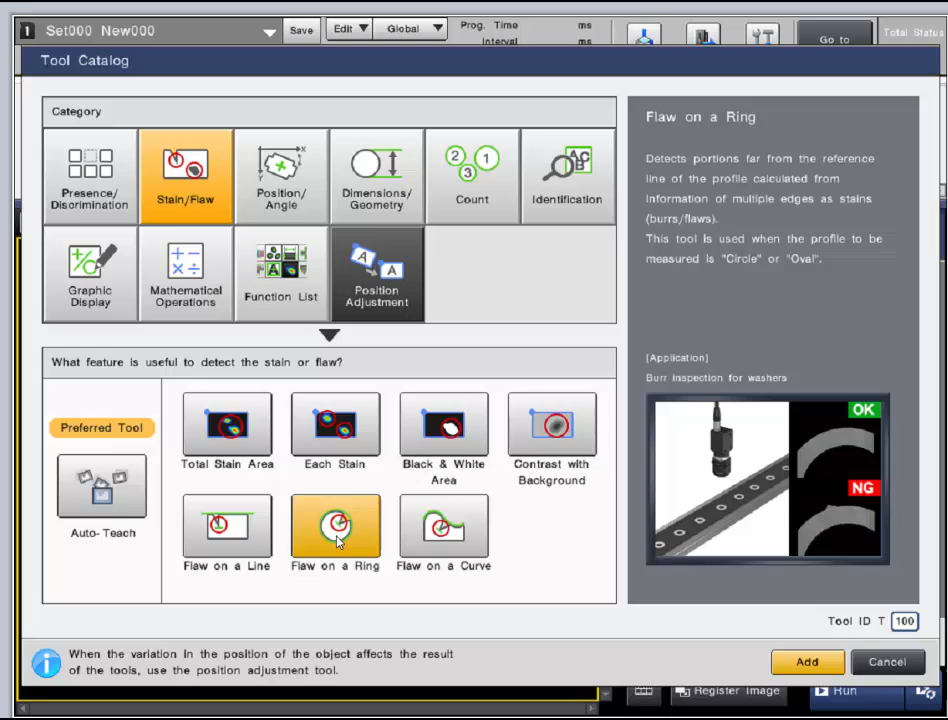 1 Set000 New000
Save
Edit
Global
Prog. Time ms
Interval ms
Go to
Total Status
Tool Catalog
Category
Presence/
Discrimination
Stain/Flaw
Position/
Angle
Dimensions/
Geometry
Count
Identification
Graphic
Display
Mathematical
Operations
Function List
Position
Adjustment
What feature is useful to detect the stain or flaw?
Preferred Tool
Auto-Teach
Total Stain Area
Each Stain
Black & White
Area
Contrast with
Background
Flaw on a Line
Flaw on a Ring
Flaw on a Curve
Flaw on a Ring
Detects portions far from the reference
line of the profile calculated from
information of multiple edges as stains
(burrs/flaws).
This tool is used when the profile to be
measured is "Circle" or "Oval".
[Application]
Burr inspection for washers
OK
NG
Tool ID T 100
When the variation in the position of the object affects the result
of the tools, use the position adjustment tool.
Add
Cancel
Register Image
Run